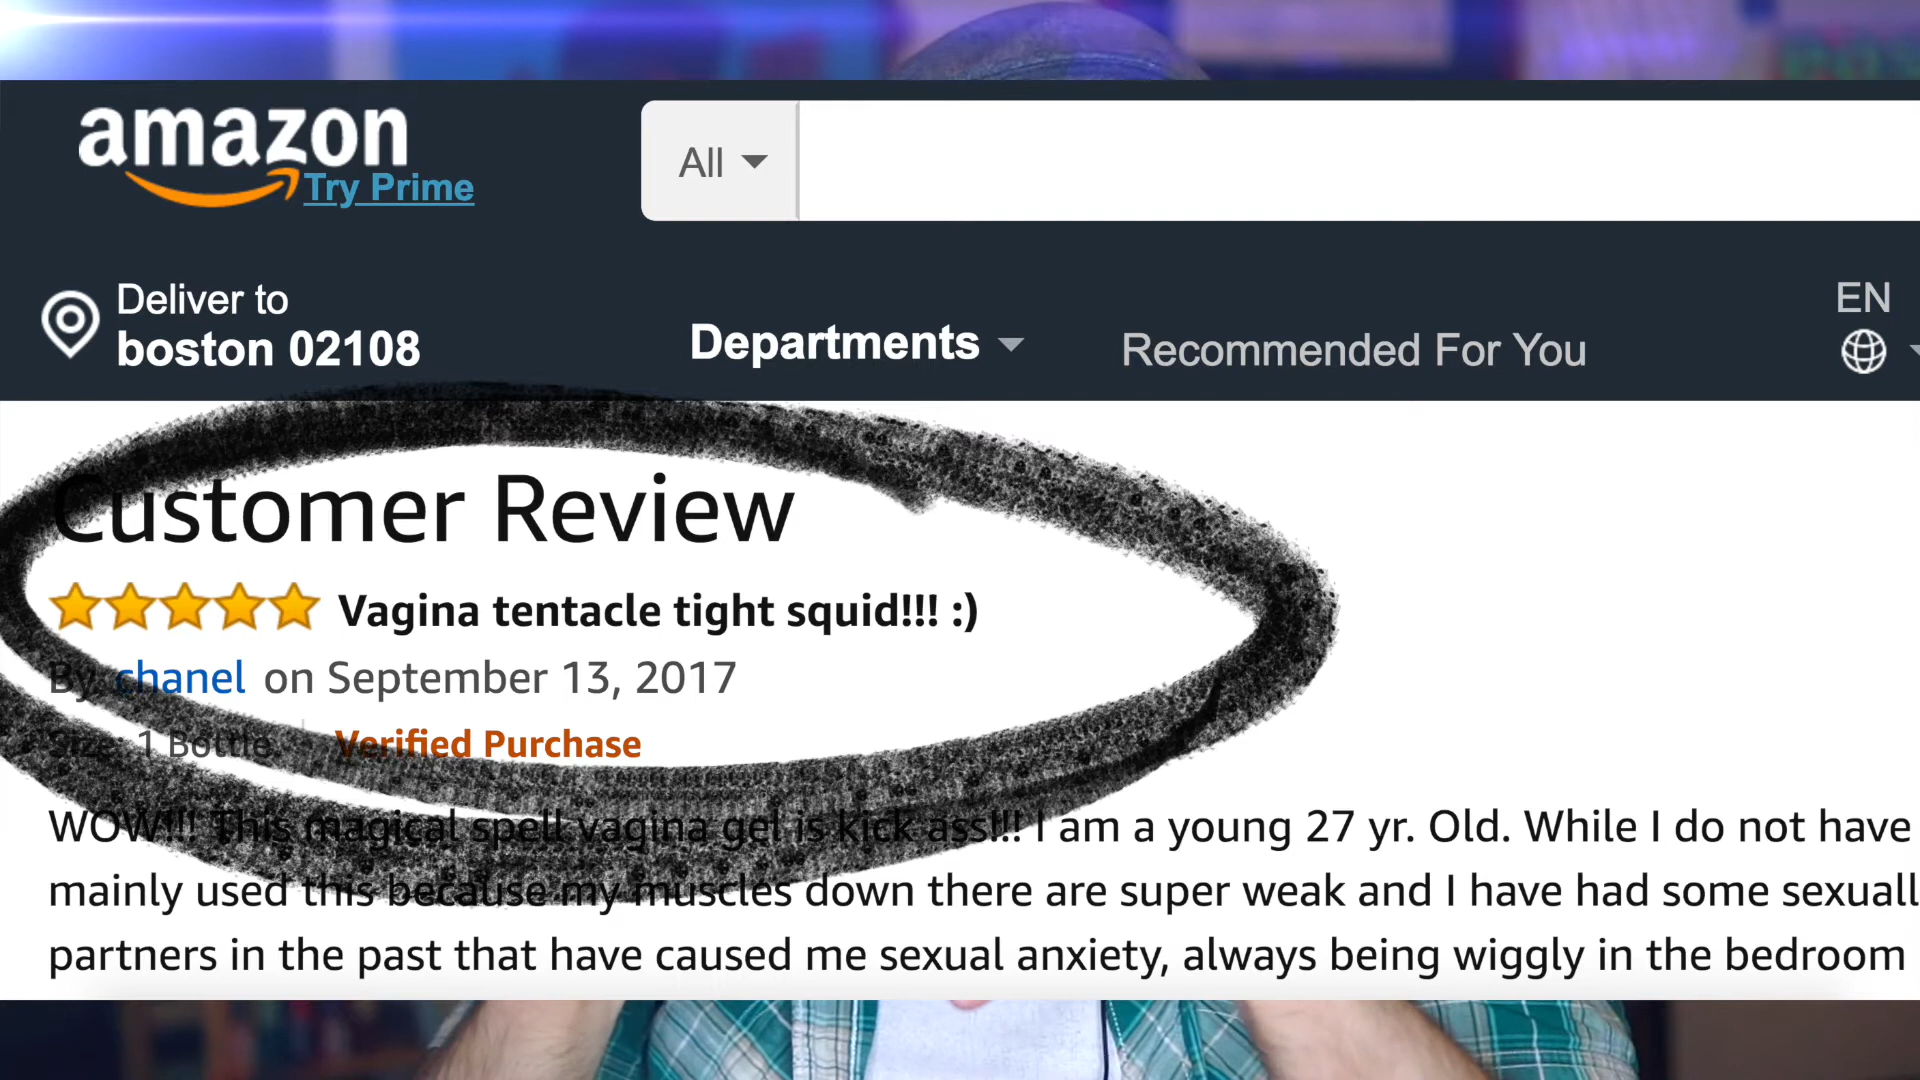 amazon
Try Prime
All
Deliver to
boston 02108
Departments
Recommended For You
EN
Customer Review
Vagina tentacle tight squid!!! :)
By chanel on September 13, 2017
Size: 1 Bottle
Verified Purchase
WOW!!! This magical spell vagina gel is kick ass!!! I am a young 27 yr. Old. While I do not have
mainly used this because my muscles down there are super weak and I have had some sexuall
partners in the past that have caused me sexual anxiety, always being wiggly in the bedroom